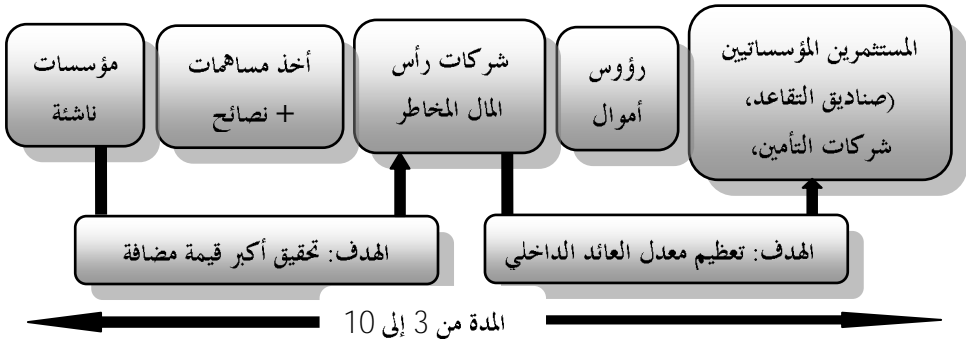 المستثمرين المؤسساتيين
(صناديق التقاعد،
شركات التأمين،
رؤوس
أموال
شركات رأس
المال المخاطر
أخذ مساهمات
+ نصائح
مؤسسات
ناشئة
الهدف: تعظيم معدل العائد الداخلي
الهدف: تحقيق أكبر قيمة مضافة
المدة من 3 إلى 10